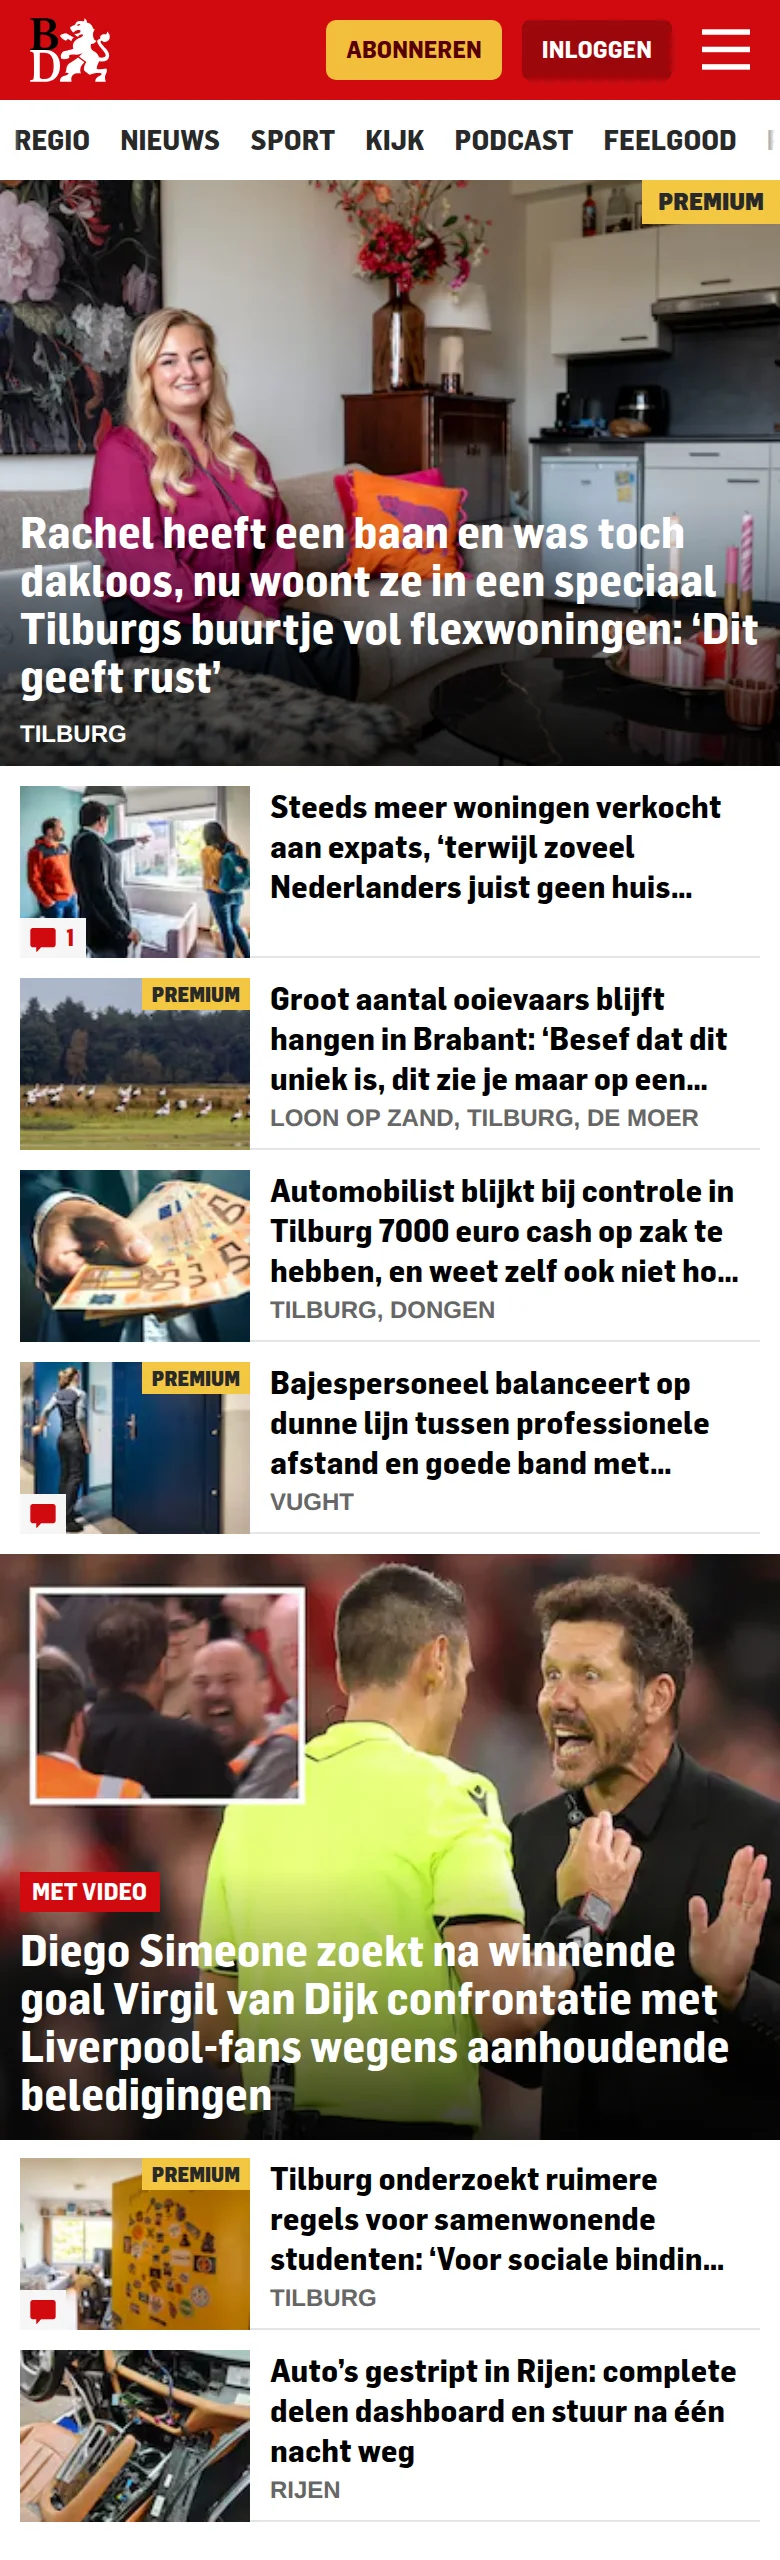 BD
ABONNEREN
INLOGGEN
REGIO NIEUWS SPORT KIJK PODCAST FEELGOOD
PREMIUM
Rachel heeft een baan en was toch
dakloos, nu woont ze in een speciaal
Tilburgs buurtje vol flexwoningen: ‘Dit
geeft rust’
TILBURG
Steeds meer woningen verkocht
aan expats, ‘terwijl zoveel
Nederlanders juist geen huis...
1
PREMIUM
Groot aantal ooievaars blijft
hangen in Brabant: ‘Besef dat dit
uniek is, dit zie je maar op een...
LOON OP ZAND, TILBURG, DE MOER
Automobilist blijkt bij controle in
Tilburg 7000 euro cash op zak te
hebben, en weet zelf ook niet ho...
TILBURG, DONGEN
PREMIUM
Bajespersoneel balanceert op
dunne lijn tussen professionele
afstand en goede band met...
VUGHT
MET VIDEO
Diego Simeone zoekt na winnende
goal Virgil van Dijk confrontatie met
Liverpool-fans wegens aanhoudende
beledigingen
PREMIUM
Tilburg onderzoekt ruimere
regels voor samenwonende
studenten: ‘Voor sociale bindin...
TILBURG
Auto’s gestript in Rijen: complete
delen dashboard en stuur na één
nacht weg
RIJEN